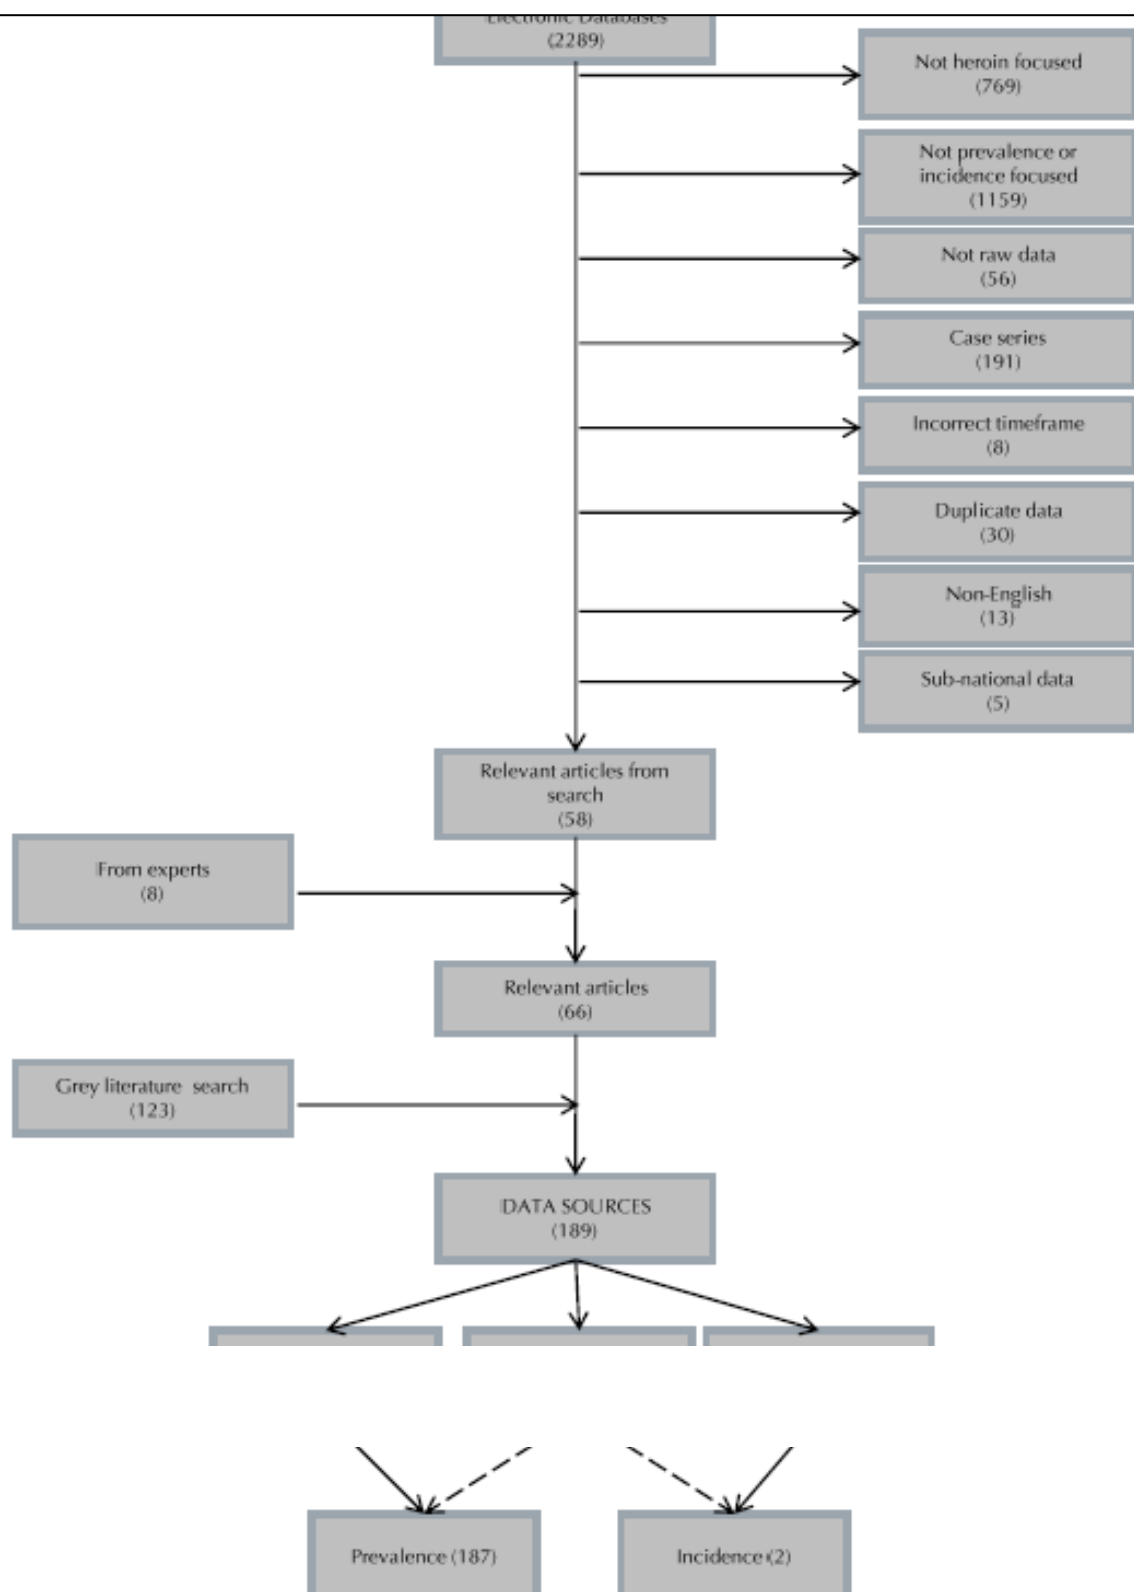 Electronic Databases
(2289)
Not heroin focused
(769)
Not prevalence or
incidence focused
(1159)
Not raw data
(56)
Case series
(191)
Incorrect timeframe
(8)
Duplicate data
(30)
Non-English
(13)
Sub-national data
(5)
Relevant articles from
search
(58)
From experts
(8)
Relevant articles
(66)
Grey literature search
(123)
DATA SOURCES
(189)
Prevalence (187)
Incidence (2)